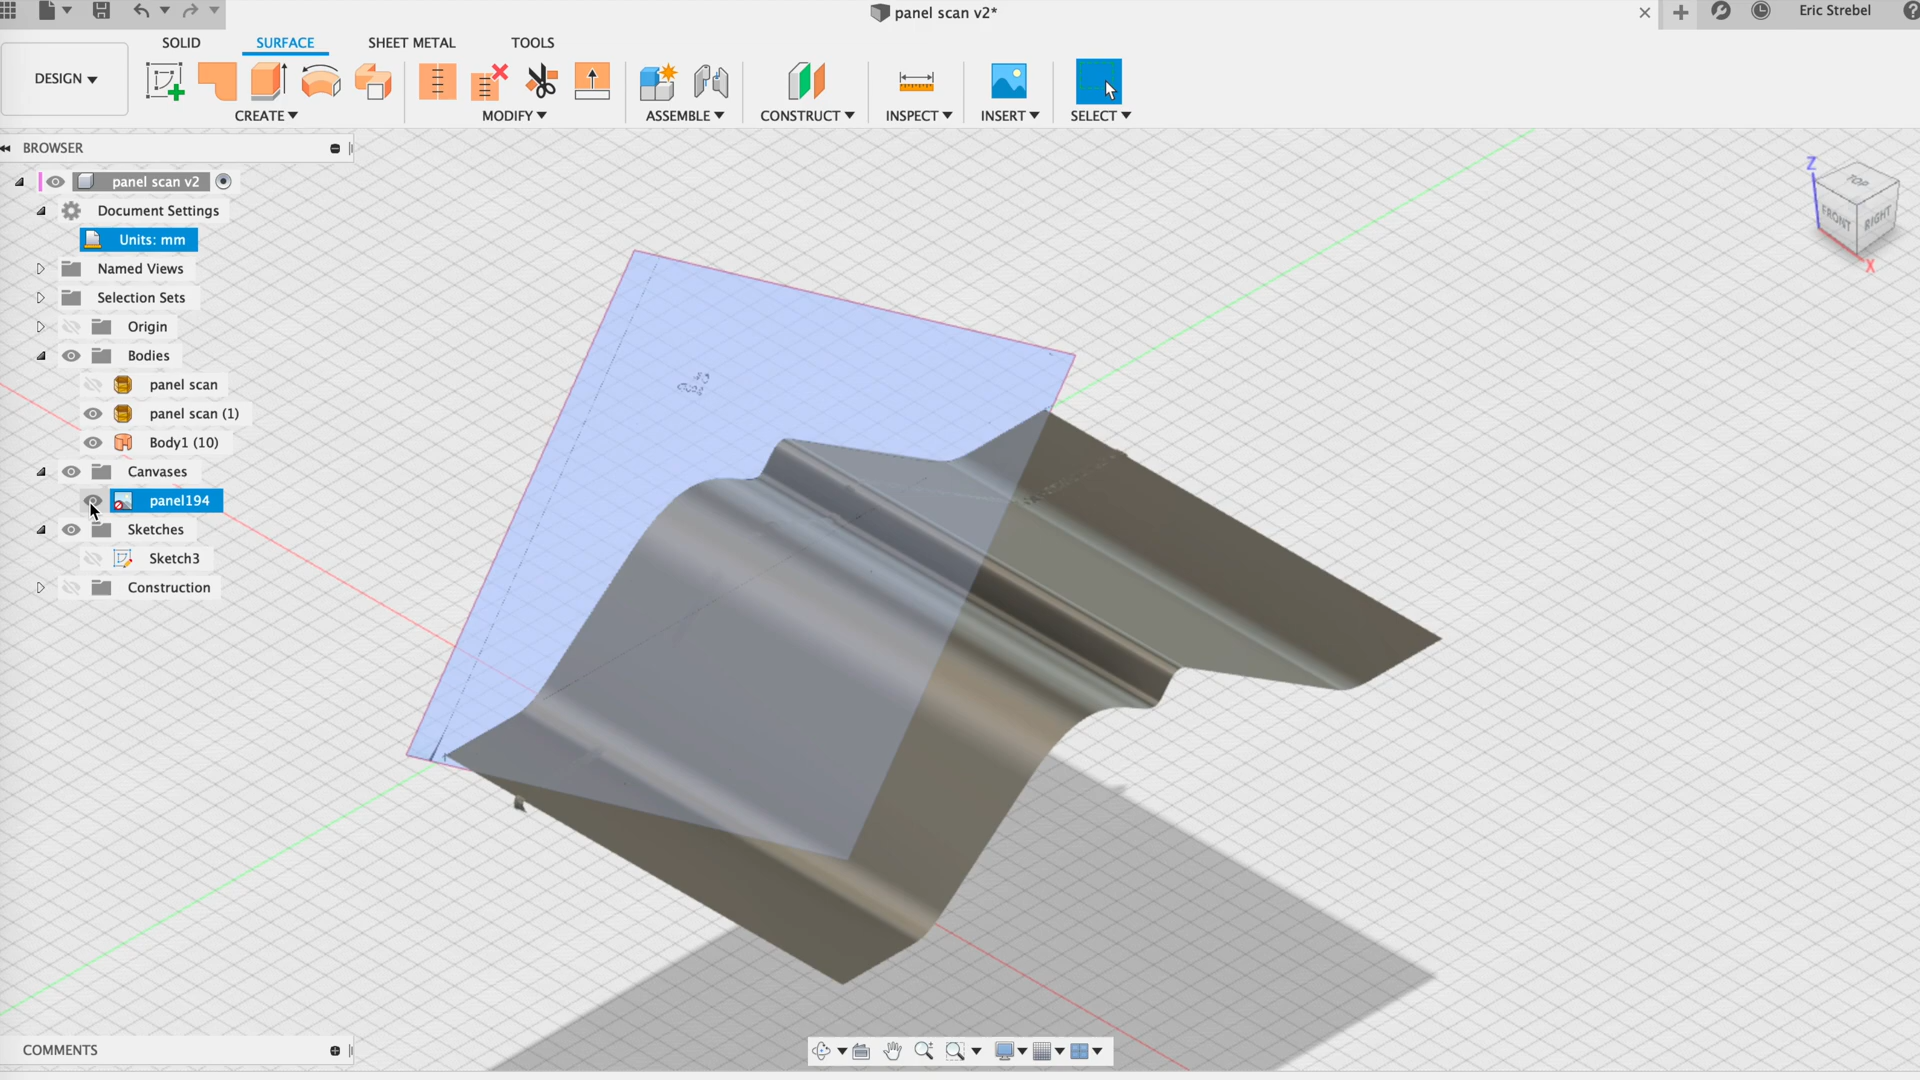 panel scan v2*
Eric Strebel
SOLID
SURFACE
SHEET METAL
TOOLS
DESIGN
CREATE
MODIFY
ASSEMBLE
CONSTRUCT
INSPECT
INSERT
SELECT
BROWSER
panel scan v2
Document Settings
Units: mm
Named Views
Selection Sets
Origin
Bodies
panel scan
panel scan (1)
Body1 (10)
Canvases
panel194
Sketches
Sketch3
Construction
Z
TOP
FRONT
RIGHT
X
COMMENTS